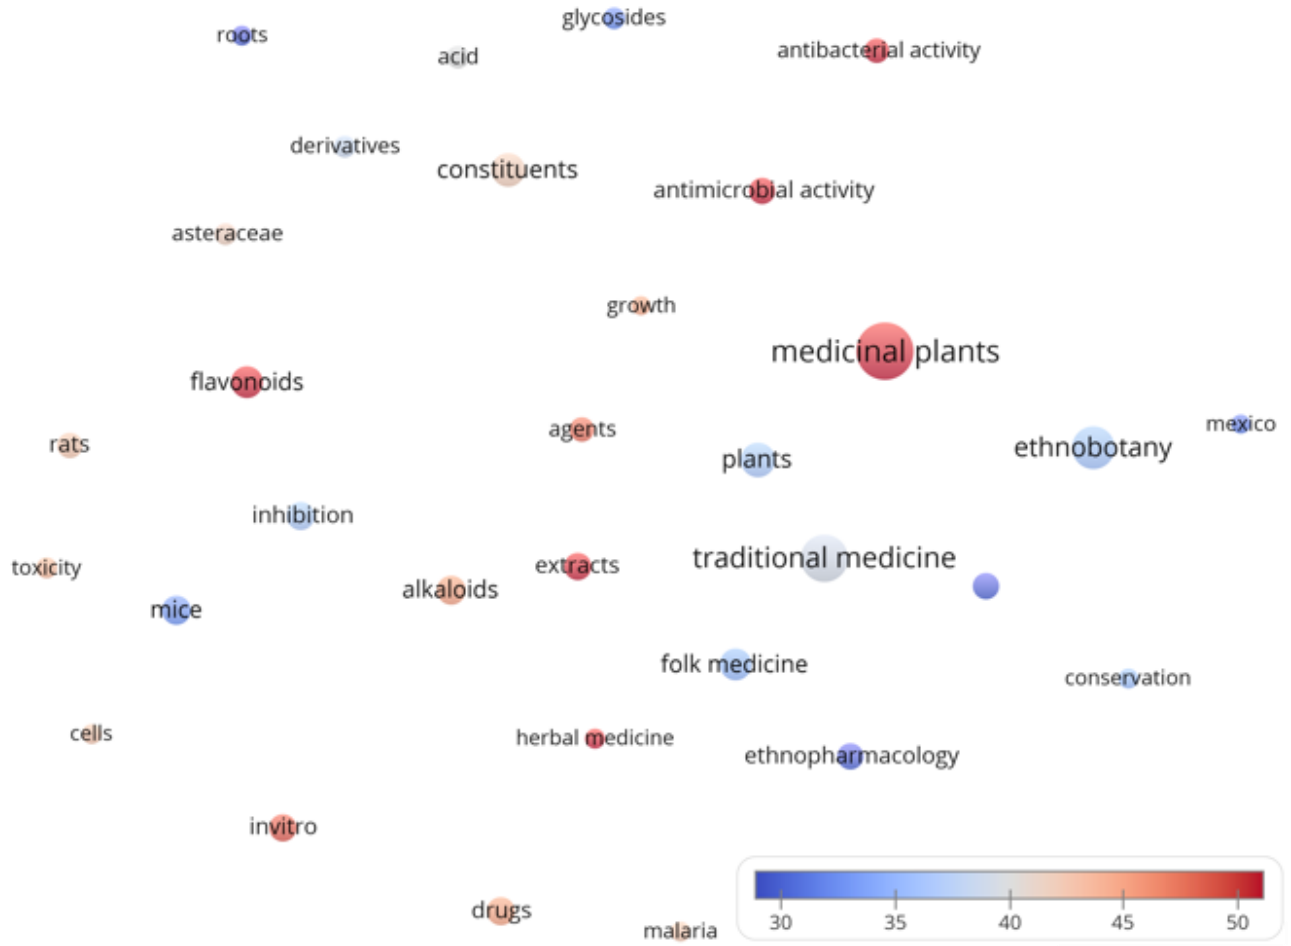 glycosides
roots
antibacterial activity
acid
derivatives
constituents
antimicrobial activity
asteraceae
growth
medicinal plants
flavonoids
mexico
agents
rats
ethnobotany
plants
inhibition
traditional medicine
extracts
toxicity
alkaloids
mice
folk medicine
conservation
cells
herbal medicine
ethnopharmacology
invitro
drugs
malaria
30 35 40 45 50